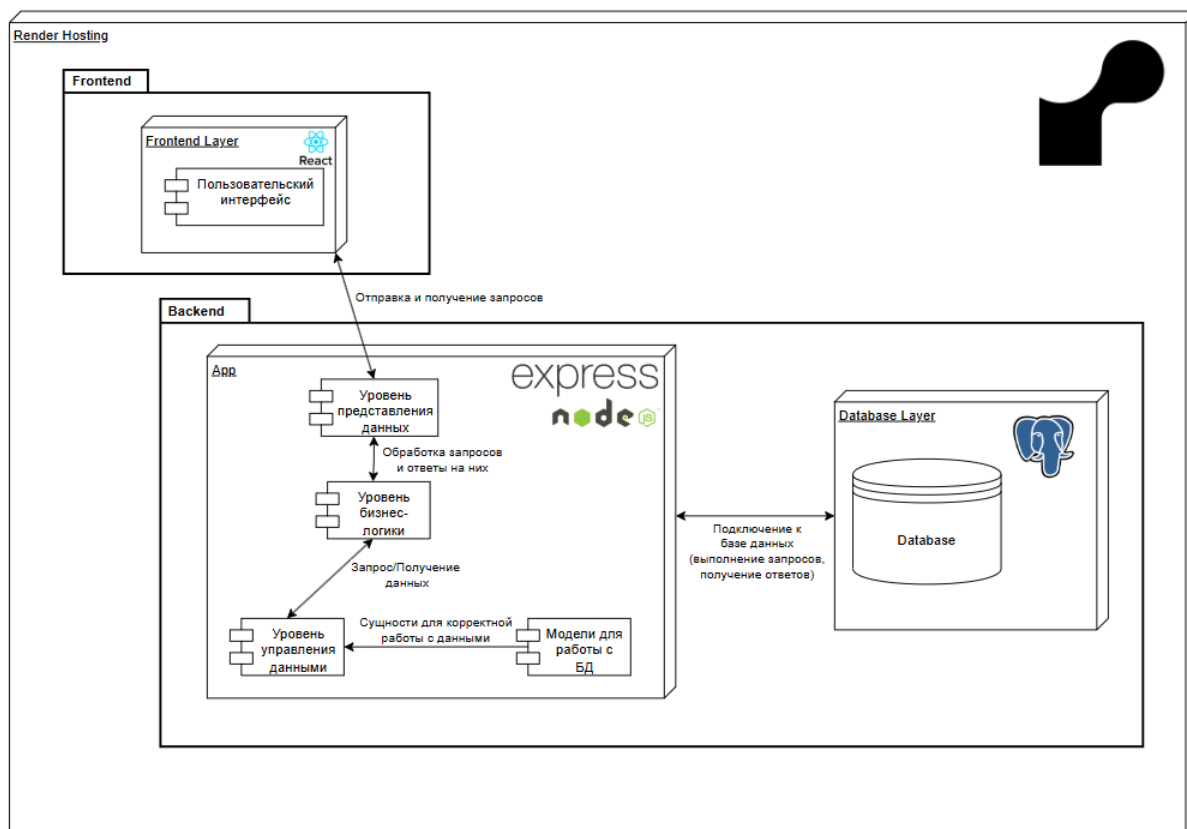 Render Hosting
Frontend
Frontend Layer
React
Пользовательский
интерфейс
Отправка и получение запросов
Backend
App
express
node
JS
Уровень
представления
данных
Обработка запросов
и ответы на них
Уровень
бизнес-
логики
Запрос/Получение
данных
Уровень
управления
данными
Сущности для корректной
работы с данными
Модели для
работы с
БД
Подключение к
базе данных
(выполнение запросов,
получение ответов)
Database Layer
Database